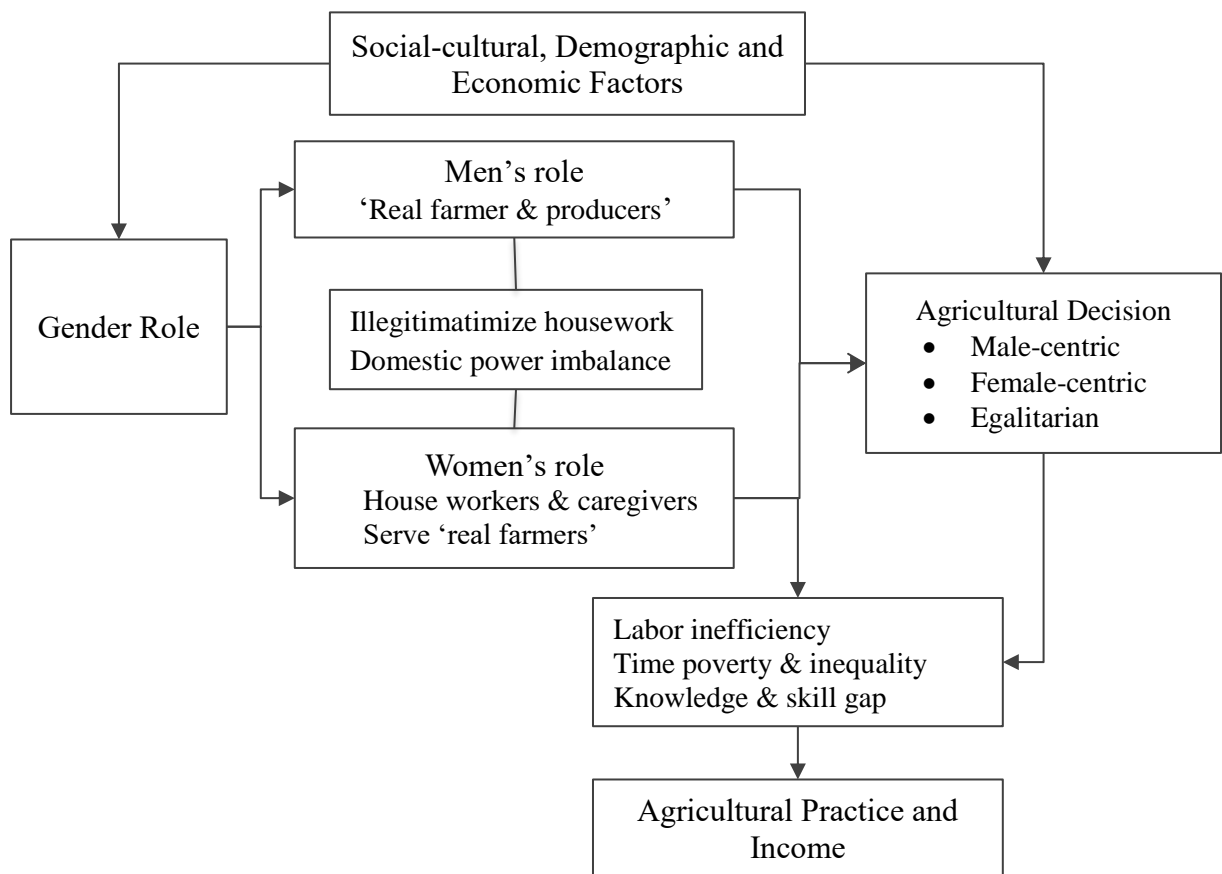 Social-cultural, Demographic and
Economic Factors
Men’s role
‘Real farmer & producers’
Gender Role
Illegitimatimize housework
Domestic power imbalance
Agricultural Decision
• Male-centric
• Female-centric
• Egalitarian
Women’s role
House workers & caregivers
Serve ‘real farmers’
Labor inefficiency
Time poverty & inequality
Knowledge & skill gap
Agricultural Practice and
Income